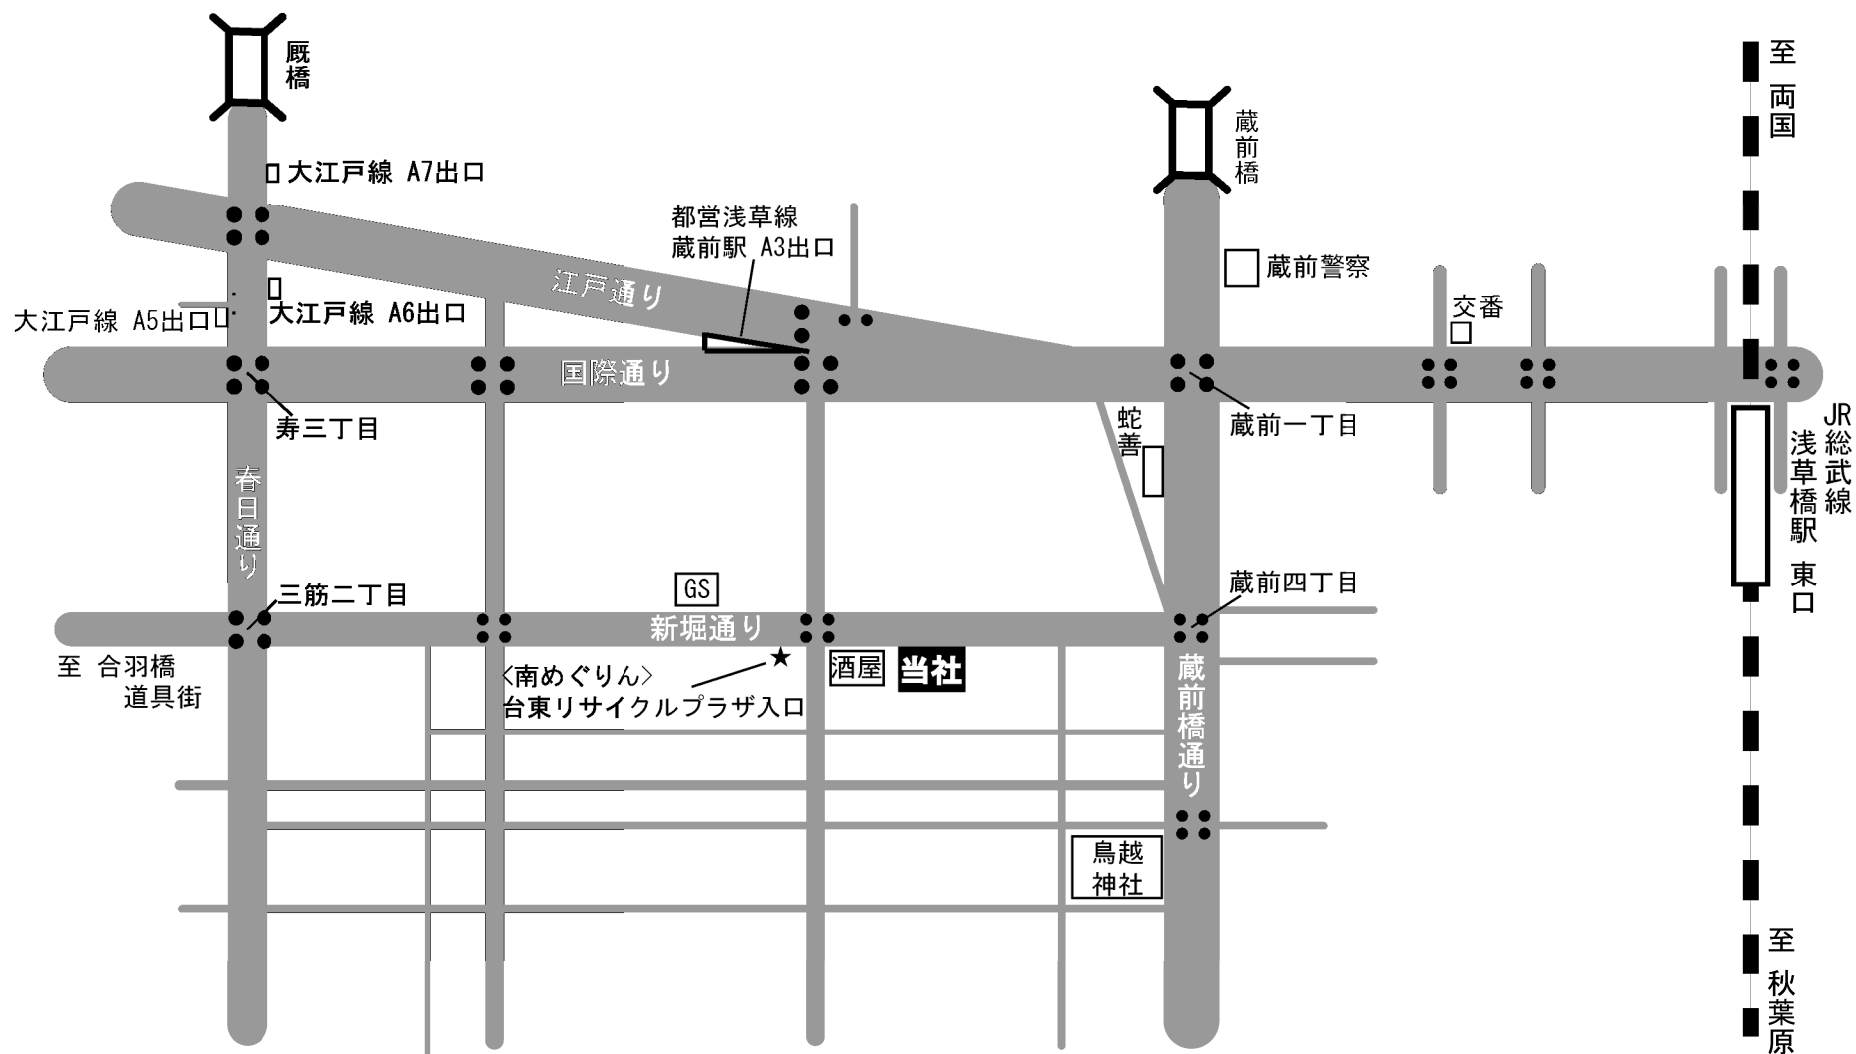 厩橋
大江戸線 A7出口
都営浅草線
蔵前駅 A3出口
江戸通り
大江戸線 A5出口
大江戸線 A6出口
国際通り
寿三丁目
春日通り
三筋二丁目
GS
新堀通り
至 合羽橋
道具街
<南めぐりん>
台東リサイクルプラザ入口
酒屋
当社
蔵前橋
蔵前警察
交番
蛇善
蔵前一丁目
蔵前四丁目
蔵前橋通り
鳥越
神社
至 両国
JR総武線
浅草橋駅 東口
至 秋葉原